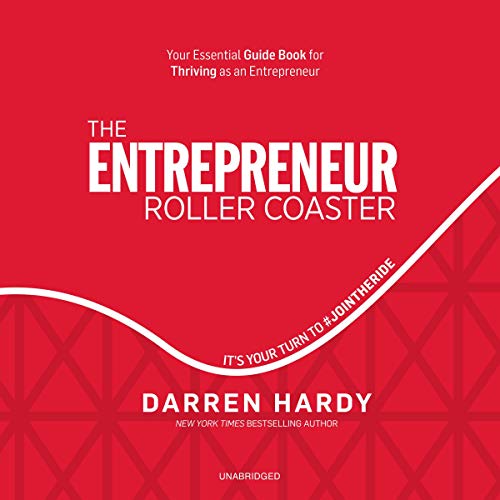 Your Essential Guide Book for
Thriving as an Entrepreneur
THE
ENTREPRENEUR
ROLLER COASTER
IT'S YOUR TURN TO #JOINTHERIDE
DARREN HARDY
NEW YORK TIMES BESTSELLING AUTHOR
UNABRIDGED